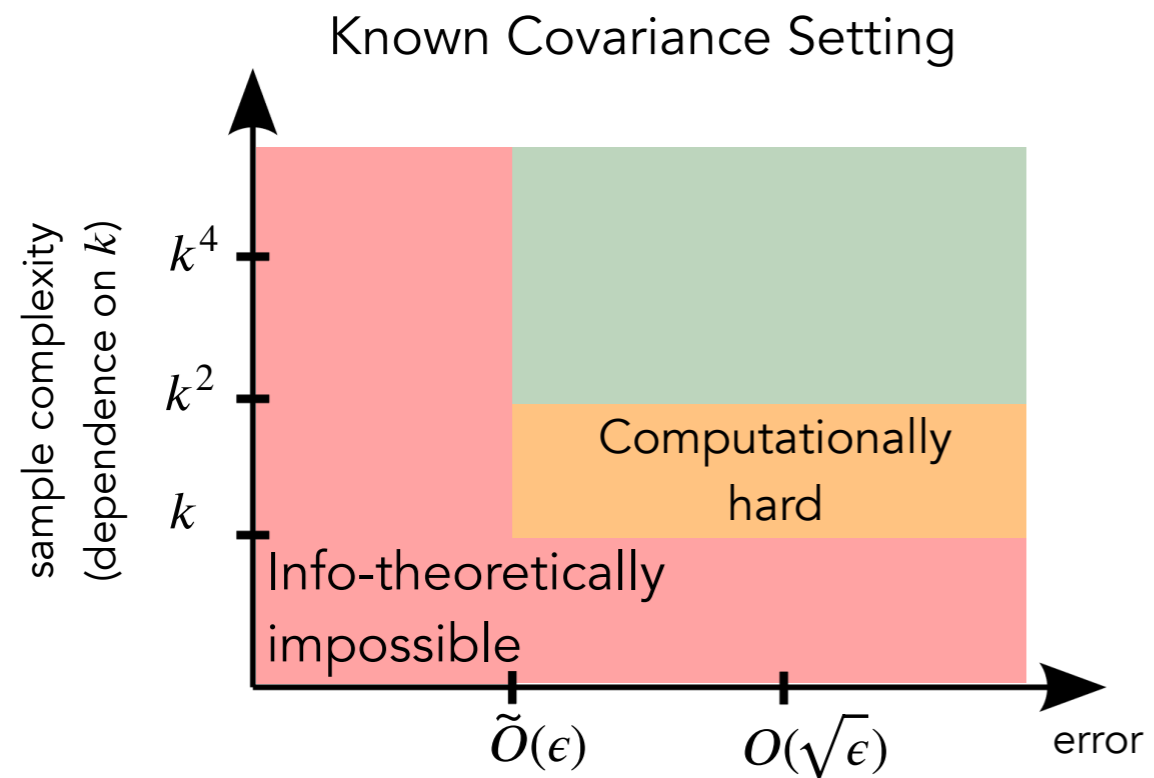 Known Covariance Setting
sample complexity
(dependence on k)
k⁴
k²
k
Computationally
hard
Info-theoretically
impossible
Õ(ϵ)
O(√ϵ)
error